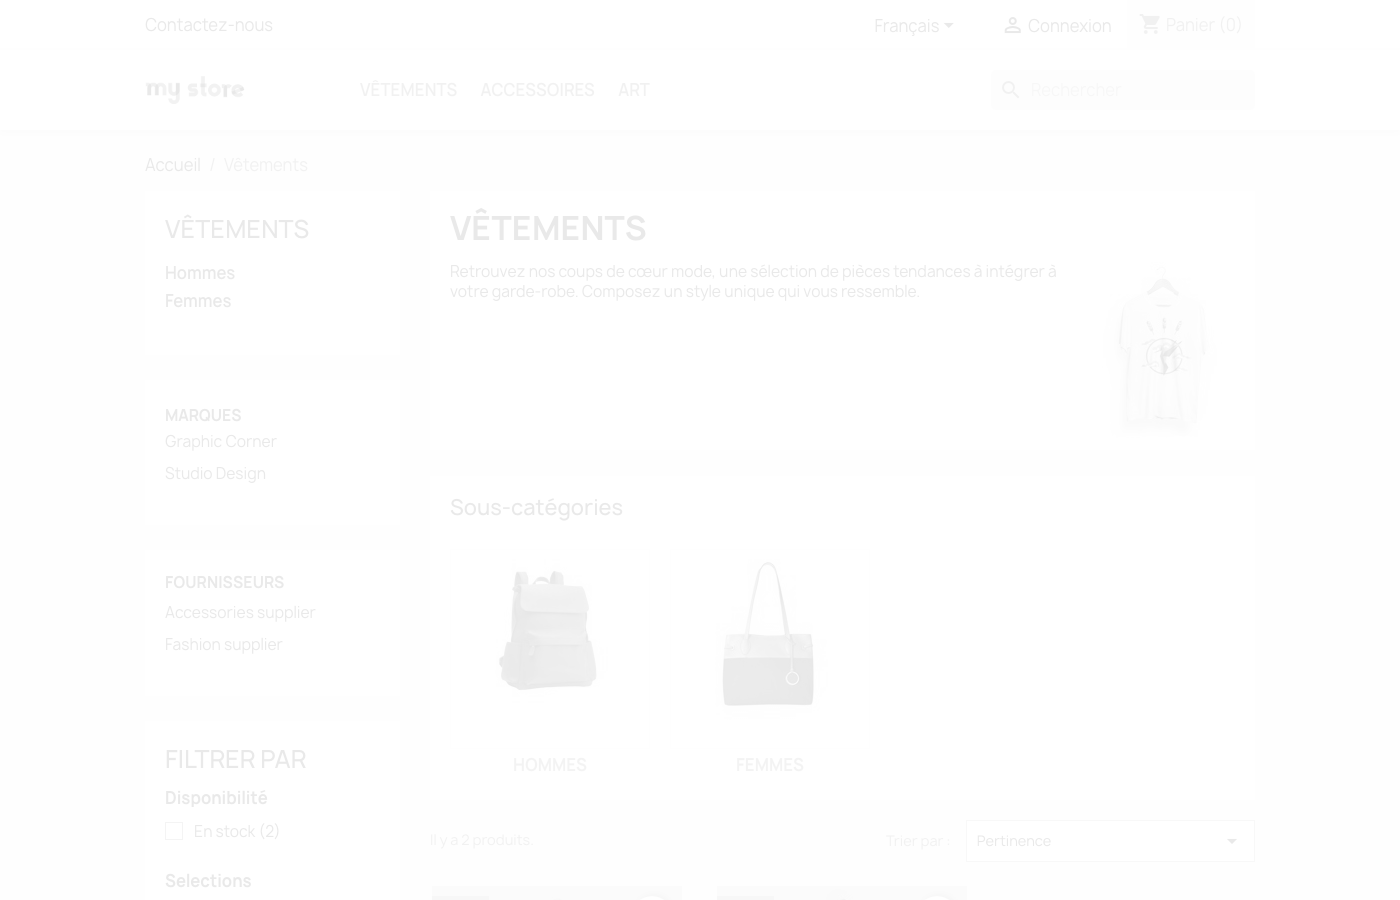 Contactez-nous
Français
Connexion
Panier (0)
my store
VÊTEMENTS
ACCESSOIRES
ART
Rechercher
Accueil / Vêtements
VÊTEMENTS
Hommes
Femmes
MARQUES
Graphic Corner
Studio Design
FOURNISSEURS
Accessories supplier
Fashion supplier
FILTRER PAR
Disponibilité
En stock (2)
Selections
VÊTEMENTS
Retrouvez nos coups de cœur mode, une sélection de pièces tendances à intégrer à
votre garde-robe. Composez un style unique qui vous ressemble.
Sous-catégories
HOMMES
FEMMES
Il y a 2 produits.
Trier par :
Pertinence